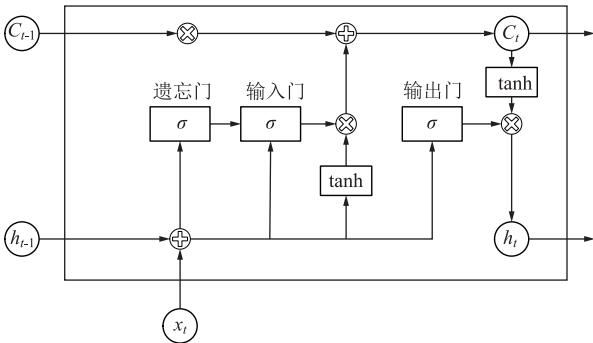 C_{t-1}
C_t
tanh
遗忘门 输入门 输出门
σ σ σ
tanh
h_{t-1}
h_t
x_t